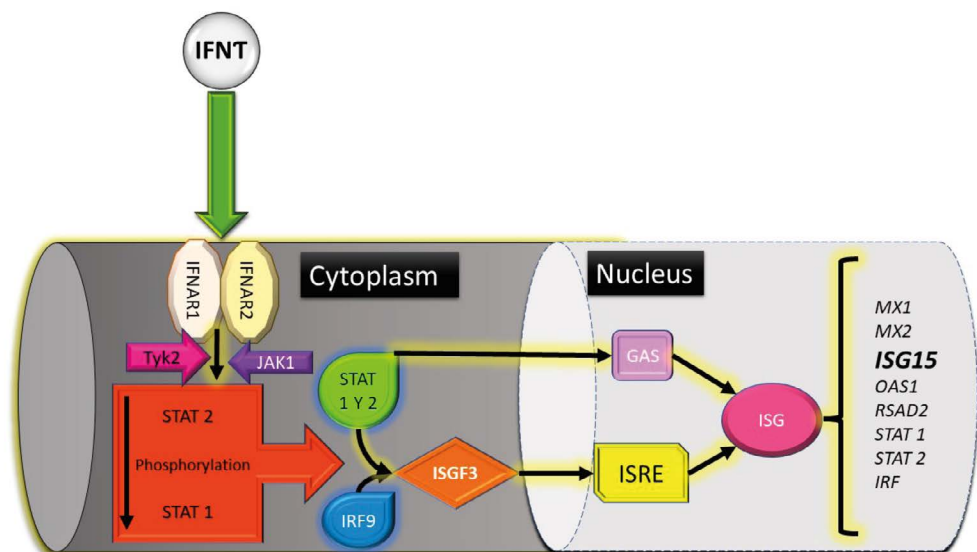 IFNT
IFNAR1
IFNAR2
Cytoplasm
Nucleus
Tyk2
JAK1
STAT 2
Phosphorylation
STAT 1
STAT
1 Y 2
IRF9
ISGF3
GAS
ISRE
ISG
MX1
MX2
ISG15
OAS1
RSAD2
STAT 1
STAT 2
IRF